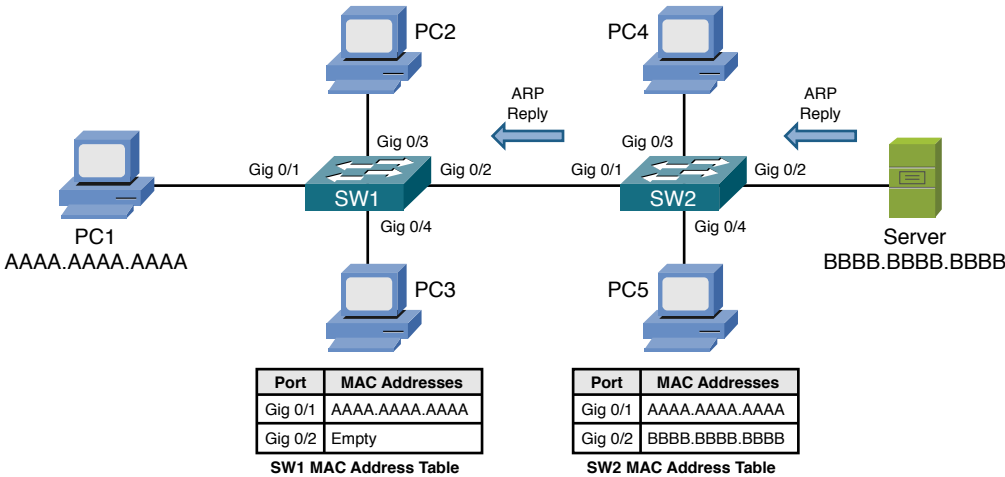 PC2
PC4
ARP
Reply
ARP
Reply
Gig 0/1
Gig 0/3
Gig 0/2
Gig 0/1
Gig 0/3
Gig 0/2
SW1
SW2
Gig 0/4
Gig 0/4
PC1
AAAA.AAAA.AAAA
Server
BBBB.BBBB.BBBB
PC3
PC5
Port MAC Addresses
Gig 0/1 AAAA.AAAA.AAAA
Gig 0/2 Empty
SW1 MAC Address Table
Port MAC Addresses
Gig 0/1 AAAA.AAAA.AAAA
Gig 0/2 BBBB.BBBB.BBBB
SW2 MAC Address Table